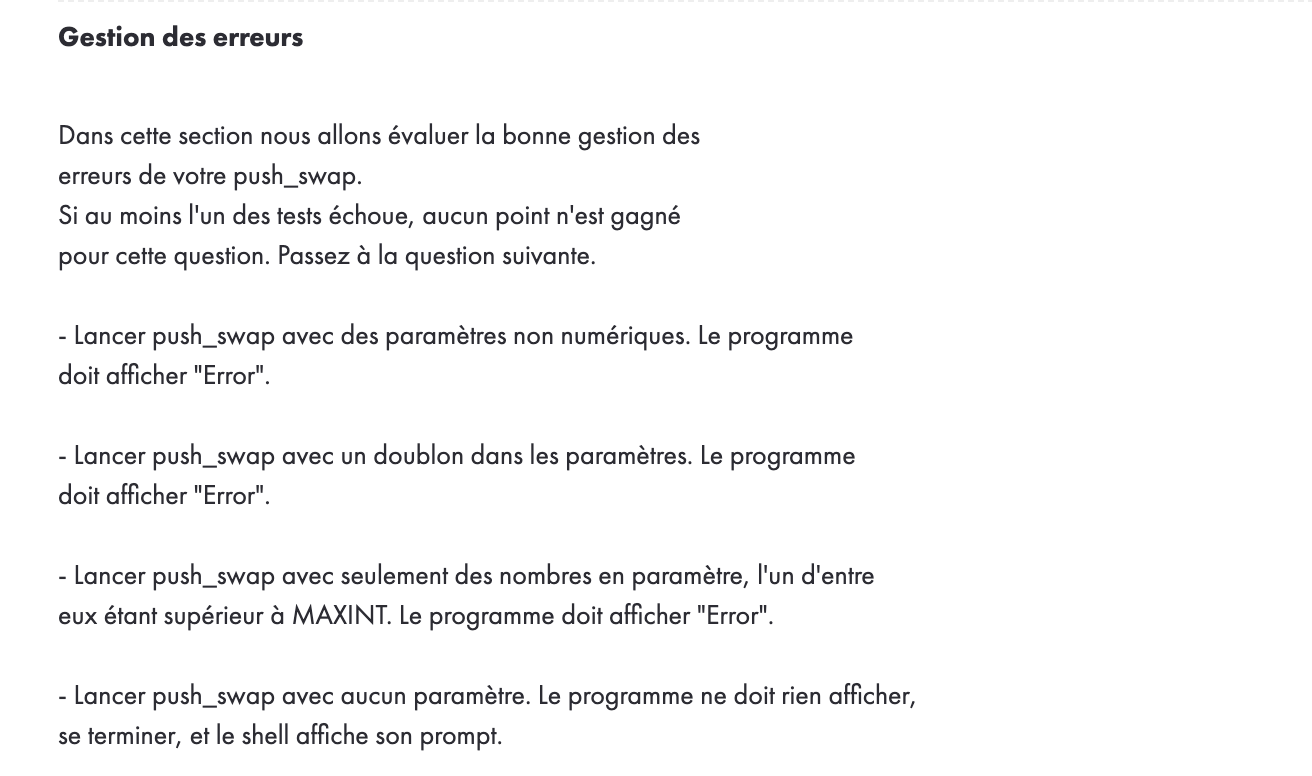 Gestion des erreurs
Dans cette section nous allons évaluer la bonne gestion des
erreurs de votre push_swap.
Si au moins l'un des tests échoue, aucun point n'est gagné
pour cette question. Passez à la question suivante.
- Lancer push_swap avec des paramètres non numériques. Le programme
doit afficher "Error".
- Lancer push_swap avec un doublon dans les paramètres. Le programme
doit afficher "Error".
- Lancer push_swap avec seulement des nombres en paramètre, l'un d'entre
eux étant supérieur à MAXINT. Le programme doit afficher "Error".
- Lancer push_swap avec aucun paramètre. Le programme ne doit rien afficher,
se terminer, et le shell affiche son prompt.